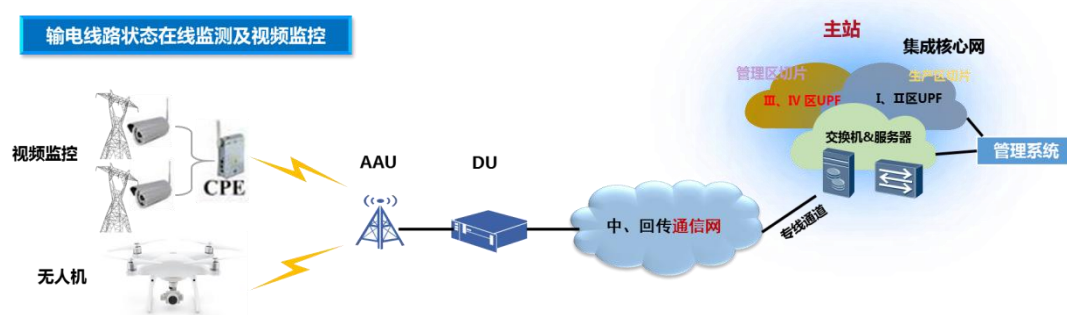 输电线路状态在线监测及视频监控
主站
集成核心网
管理区切片
生产区切片
III、IV 区UPF
I、II区UPF
交换机&服务器
管理系统
视频监控
CPE
AAU
DU
中、回传通信网
专线通道
无人机